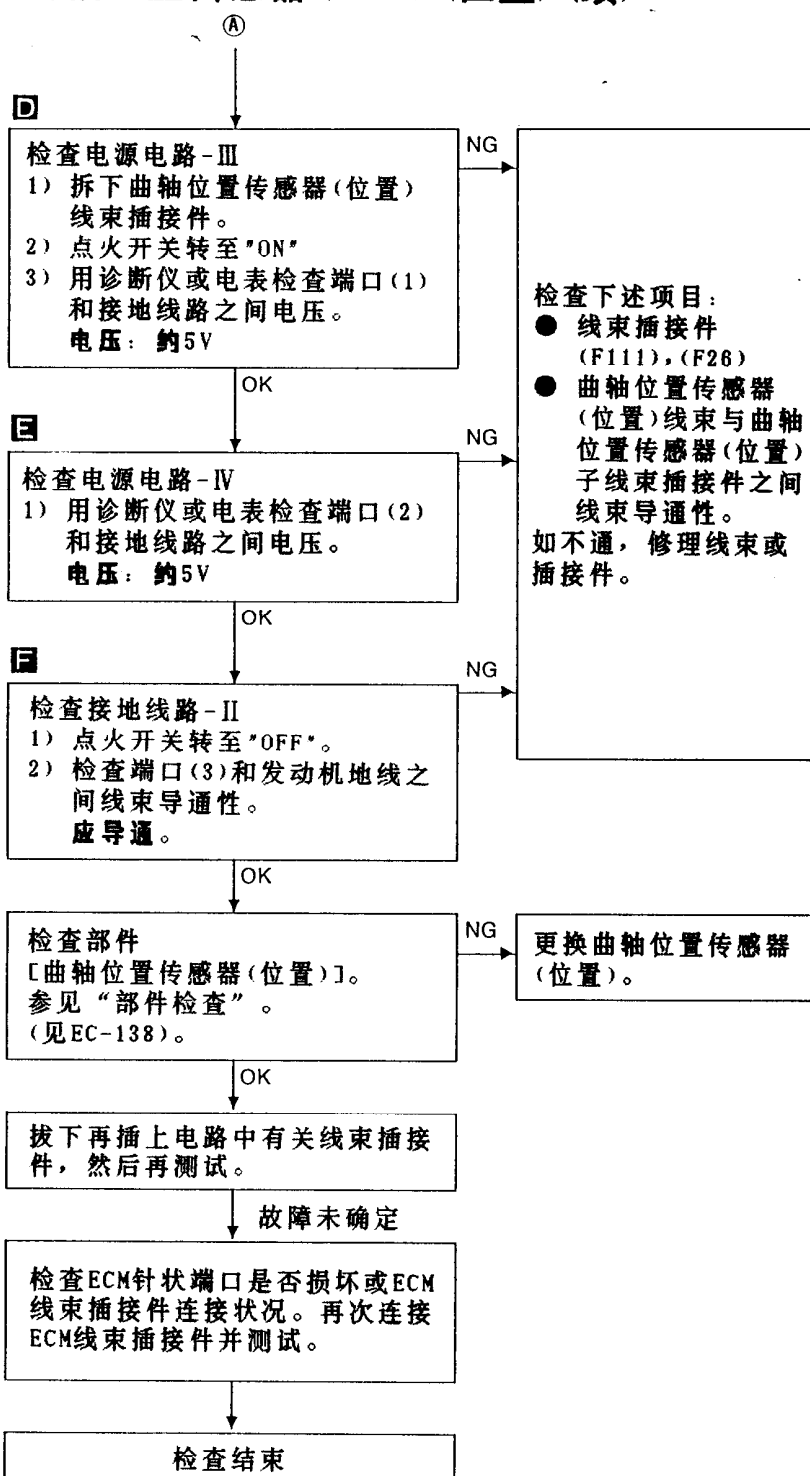 Ⓐ
D
检查电源电路-Ⅲ
1) 拆下曲轴位置传感器(位置)
线束插接件。
2) 点火开关转至"ON"
3) 用诊断仪或电表检查端口(1)
和接地线路之间电压。
电压: 约5V
NG
OK
检查下述项目:
● 线束插接件
(F111),(F26)
● 曲轴位置传感器
(位置)线束与曲轴
位置传感器(位置)
子线束插接件之间
线束导通性。
如不通,修理线束或
插接件。
E
检查电源电路-Ⅳ
1) 用诊断仪或电表检查端口(2)
和接地线路之间电压。
电压: 约5V
NG
OK
F
检查接地线路-II
1) 点火开关转至"OFF"。
2) 检查端口(3)和发动机地线之
间线束导通性。
应导通。
NG
OK
检查部件
[曲轴位置传感器(位置)]。
参见“部件检查”。
(见EC-138)。
NG
更换曲轴位置传感器
(位置)。
OK
拔下再插上电路中有关线束插接
件,然后再测试。
故障未确定
检查ECM针状端口是否损坏或ECM
线束插接件连接状况。再次连接
ECM线束插接件并测试。
检查结束